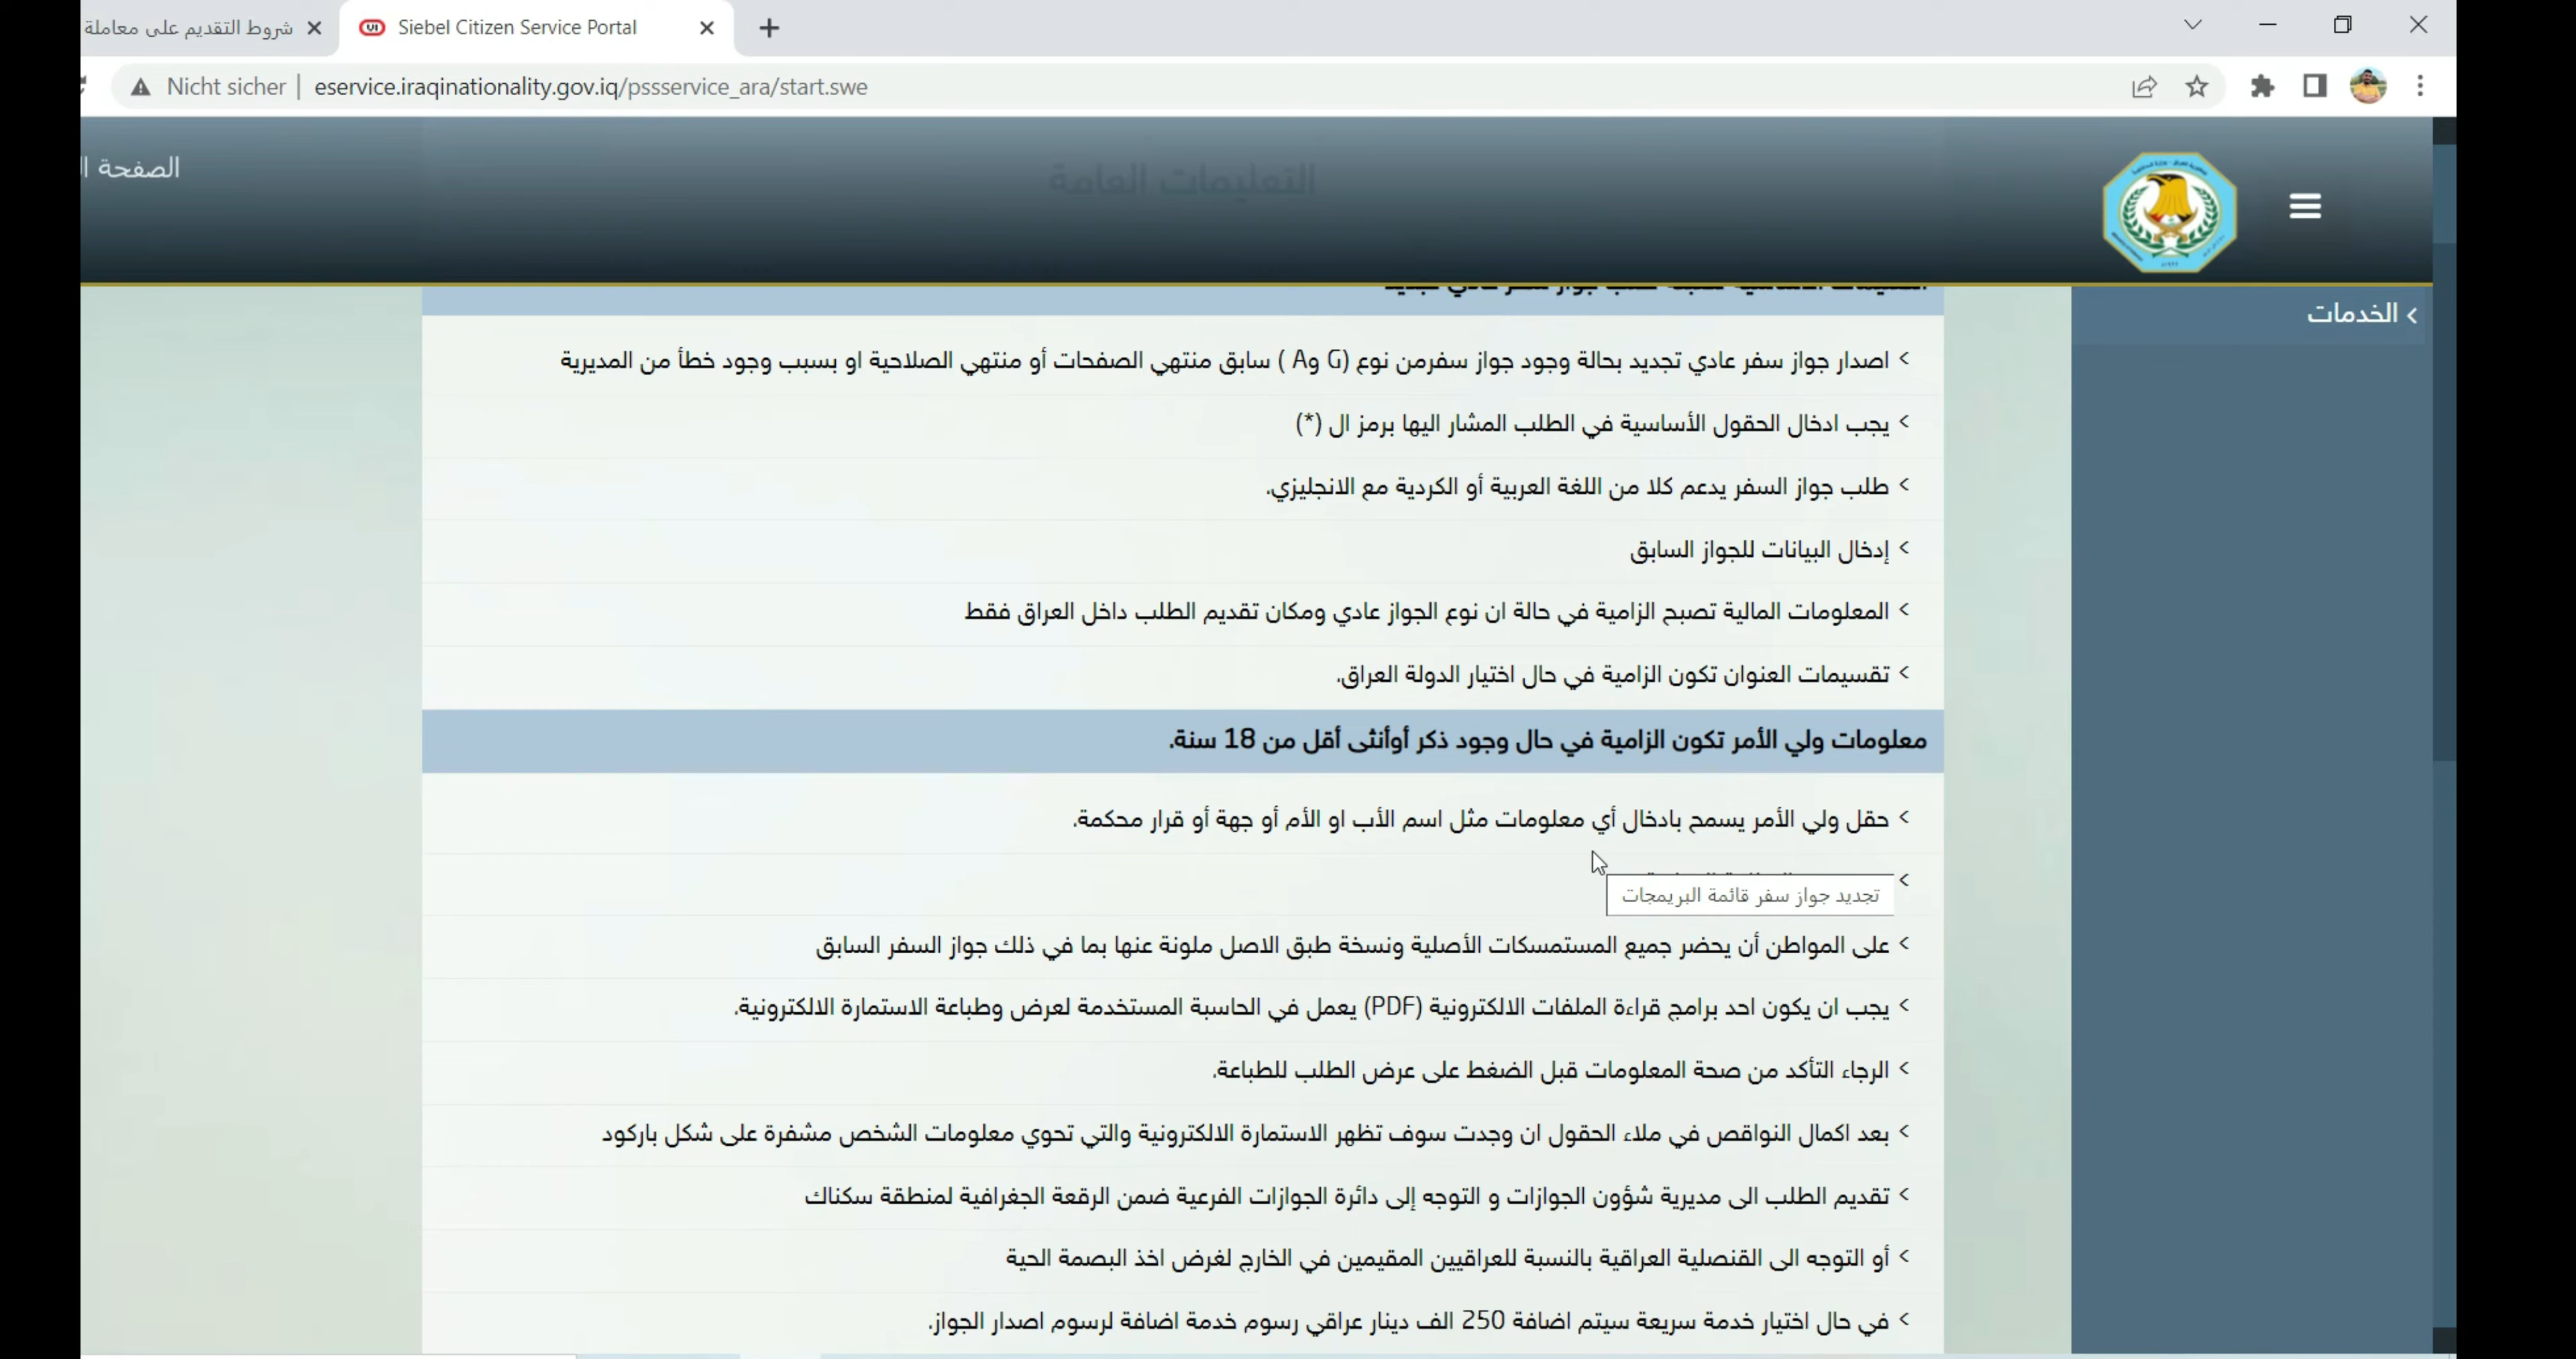 شروط التقديم على معاملة
Siebel Citizen Service Portal
Nicht sicher
eservice.iraqinationality.gov.iq/pssservice_ara/start.swe
الصفحة
التعليمات العامة
الخدمات
اصدار جواز سفر عادي تجديد بحالة وجود جواز سفرمن نوع (G وA ) سابق منتهي الصفحات أو منتهي الصلاحية او بسبب وجود خطأ من المديرية
يجب ادخال الحقول الأساسية في الطلب المشار اليها برمز ال (*)
طلب جواز السفر يدعم كلا من اللغة العربية أو الكردية مع الانجليزي.
إدخال البيانات للجواز السابق
المعلومات المالية تصبح الزامية في حالة ان نوع الجواز عادي ومكان تقديم الطلب داخل العراق فقط
تقسيمات العنوان تكون الزامية في حال اختيار الدولة العراق.
معلومات ولي الأمر تكون الزامية في حال وجود ذكر أوأنثى أقل من 18 سنة.
حقل ولي الأمر يسمح بادخال أي معلومات مثل اسم الأب او الأم أو جهة أو قرار محكمة.
تجديد جواز سفر قائمة البريمجات
على المواطن أن يحضر جميع المستمسكات الأصلية ونسخة طبق الاصل ملونة عنها بما في ذلك جواز السفر السابق
يجب ان يكون احد برامج قراءة الملفات الالكترونية (PDF) يعمل في الحاسبة المستخدمة لعرض وطباعة الاستمارة الالكترونية.
الرجاء التأكد من صحة المعلومات قبل الضغط على عرض الطلب للطباعة.
بعد اكمال النواقص في ملاء الحقول ان وجدت سوف تظهر الاستمارة الالكترونية والتي تحوي معلومات الشخص مشفرة على شكل باركود
تقديم الطلب الى مديرية شؤون الجوازات و التوجه إلى دائرة الجوازات الفرعية ضمن الرقعة الجغرافية لمنطقة سكناك
أو التوجه الى القنصلية العراقية بالنسبة للعراقيين المقيمين في الخارج لغرض اخذ البصمة الحية
في حال اختيار خدمة سريعة سيتم اضافة 250 الف دينار عراقي رسوم خدمة اضافة لرسوم اصدار الجواز.